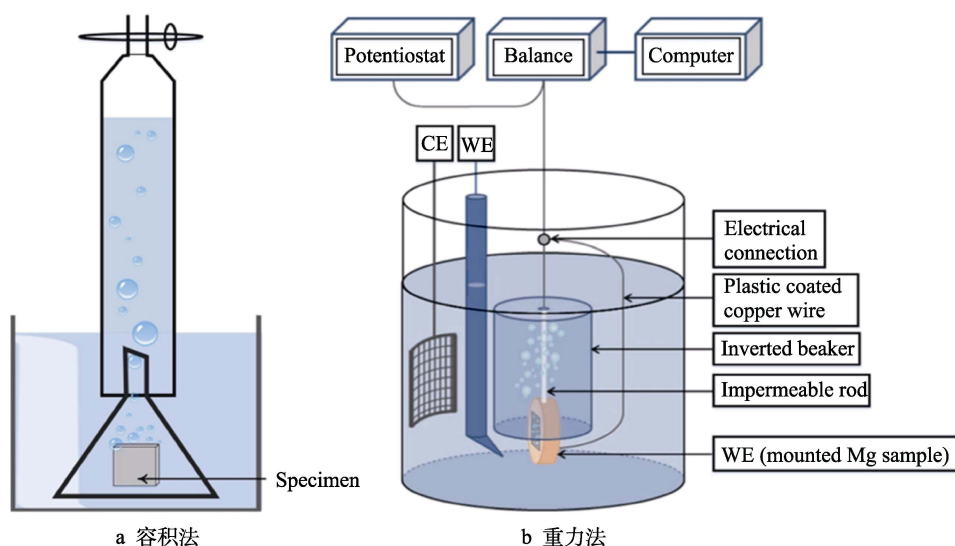 Potentiostat
Balance
Computer
CE
WE
Electrical
connection
Plastic coated
copper wire
Inverted beaker
Impermeable rod
WE (mounted Mg sample)
Specimen
a 容积法
b 重力法